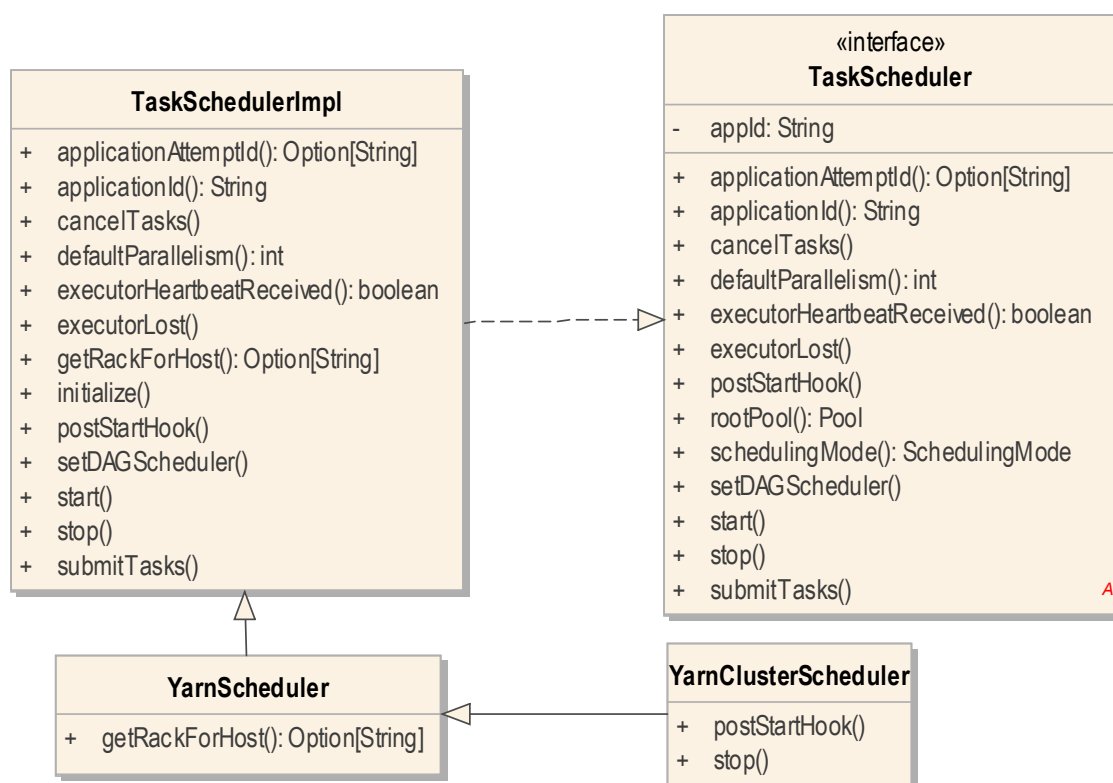 TaskSchedulerImpl
+ applicationAttemptId(): Option[String]
+ applicationId(): String
+ cancelTasks()
+ defaultParallelism(): int
+ executorHeartbeatReceived(): boolean
+ executorLost()
+ getRackForHost(): Option[String]
+ initialize()
+ postStartHook()
+ setDAGScheduler()
+ start()
+ stop()
+ submitTasks()
«interface»
TaskScheduler
- appId: String
+ applicationAttemptId(): Option[String]
+ applicationId(): String
+ cancelTasks()
+ defaultParallelism(): int
+ executorHeartbeatReceived(): boolean
+ executorLost()
+ postStartHook()
+ rootPool(): Pool
+ schedulingMode(): SchedulingMode
+ setDAGScheduler()
+ start()
+ stop()
+ submitTasks()
A
YarnScheduler
+ getRackForHost(): Option[String]
YarnClusterScheduler
+ postStartHook()
+ stop()